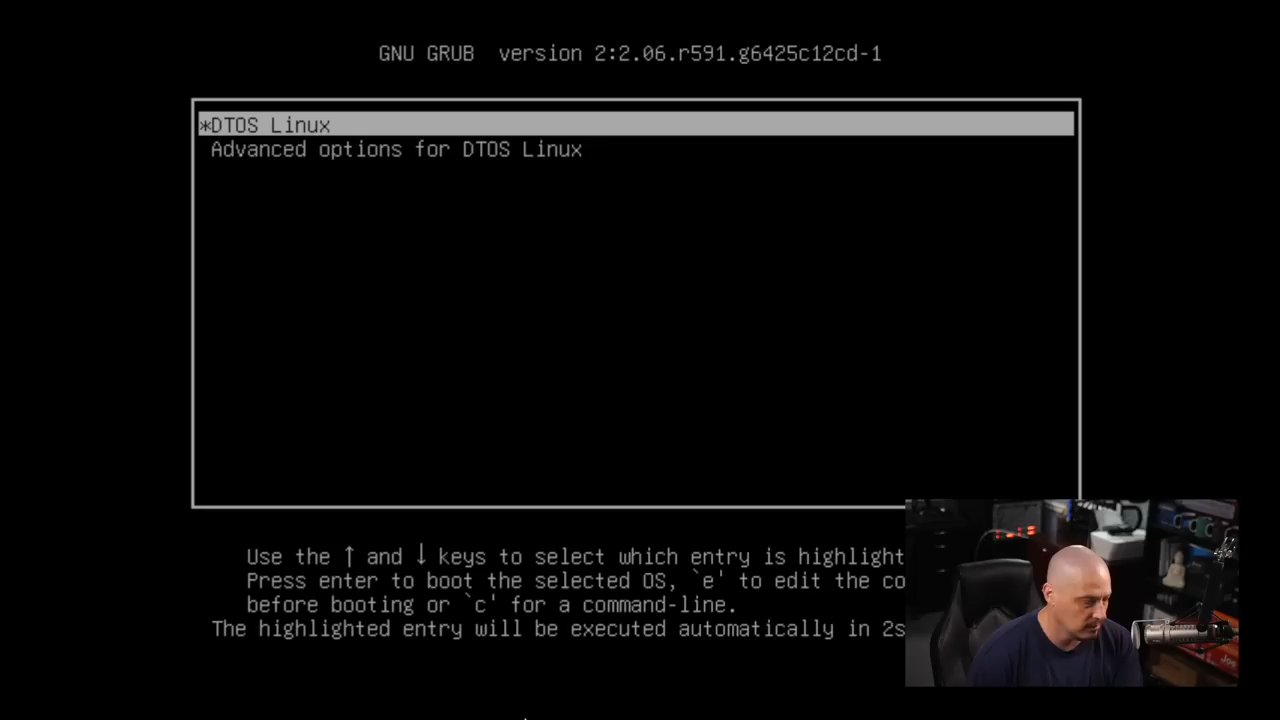 GNU GRUB version 2:2.06.r591.g6425c12cd-1
*DTOS Linux
Advanced options for DTOS Linux
Use the ↑ and ↓ keys to select which entry is highlight
Press enter to boot the selected OS, `e' to edit the co
before booting or `c' for a command-line.
The highlighted entry will be executed automatically in 2s